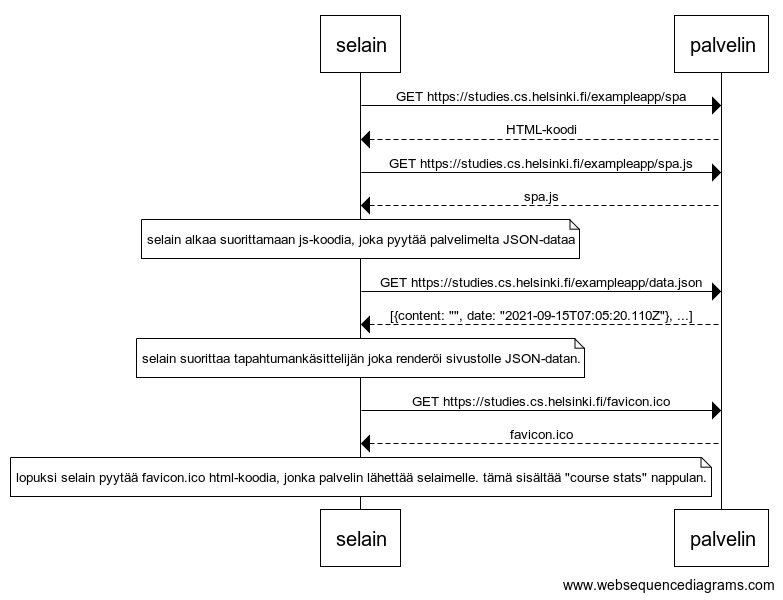 selain palvelin
GET https://studies.cs.helsinki.fi/exampleapp/spa
HTML-koodi
GET https://studies.cs.helsinki.fi/exampleapp/spa.js
spa.js
selain alkaa suorittamaan js-koodia, joka pyytää palvelimelta JSON-dataa
GET https://studies.cs.helsinki.fi/exampleapp/data.json
[{content: "", date: "2021-09-15T07:05:20.110Z"}, ...]
selain suorittaa tapahtumankäsittelijän joka renderöi sivustolle JSON-datan.
GET https://studies.cs.helsinki.fi/favicon.ico
favicon.ico
lopuksi selain pyytää favicon.ico html-koodia, jonka palvelin lähettää selaimelle. tämä sisältää "course stats" nappulan.
selain palvelin
www.websequencediagrams.com